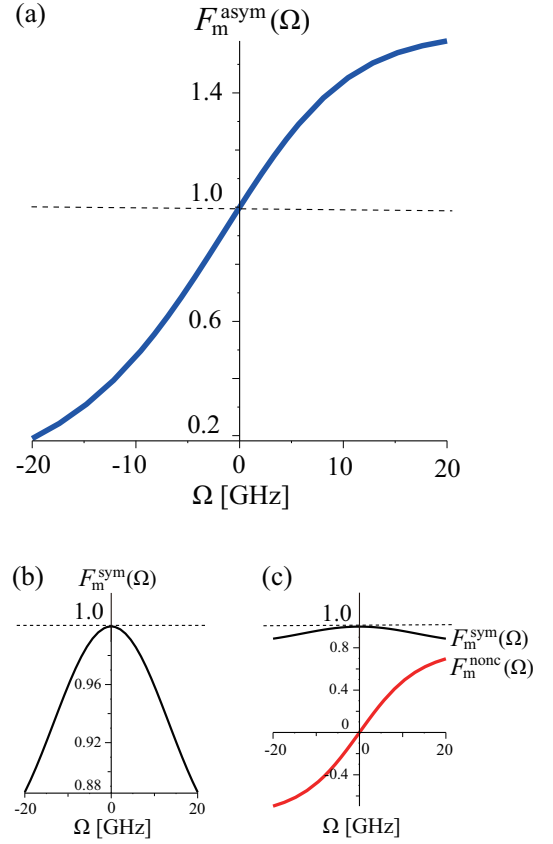 (a)
F_m^asym(Ω)
1.4
1.0
0.6
0.2
-20 -10 0 10 20
Ω [GHz]
(b)
F_m^sym(Ω)
1.0
0.96
0.92
0.88
-20 0 20
Ω [GHz]
(c)
1.0
0.8
F_m^sym(Ω)
F_m^nonc(Ω)
0.4
0
-20 20
-0.4
Ω [GHz]